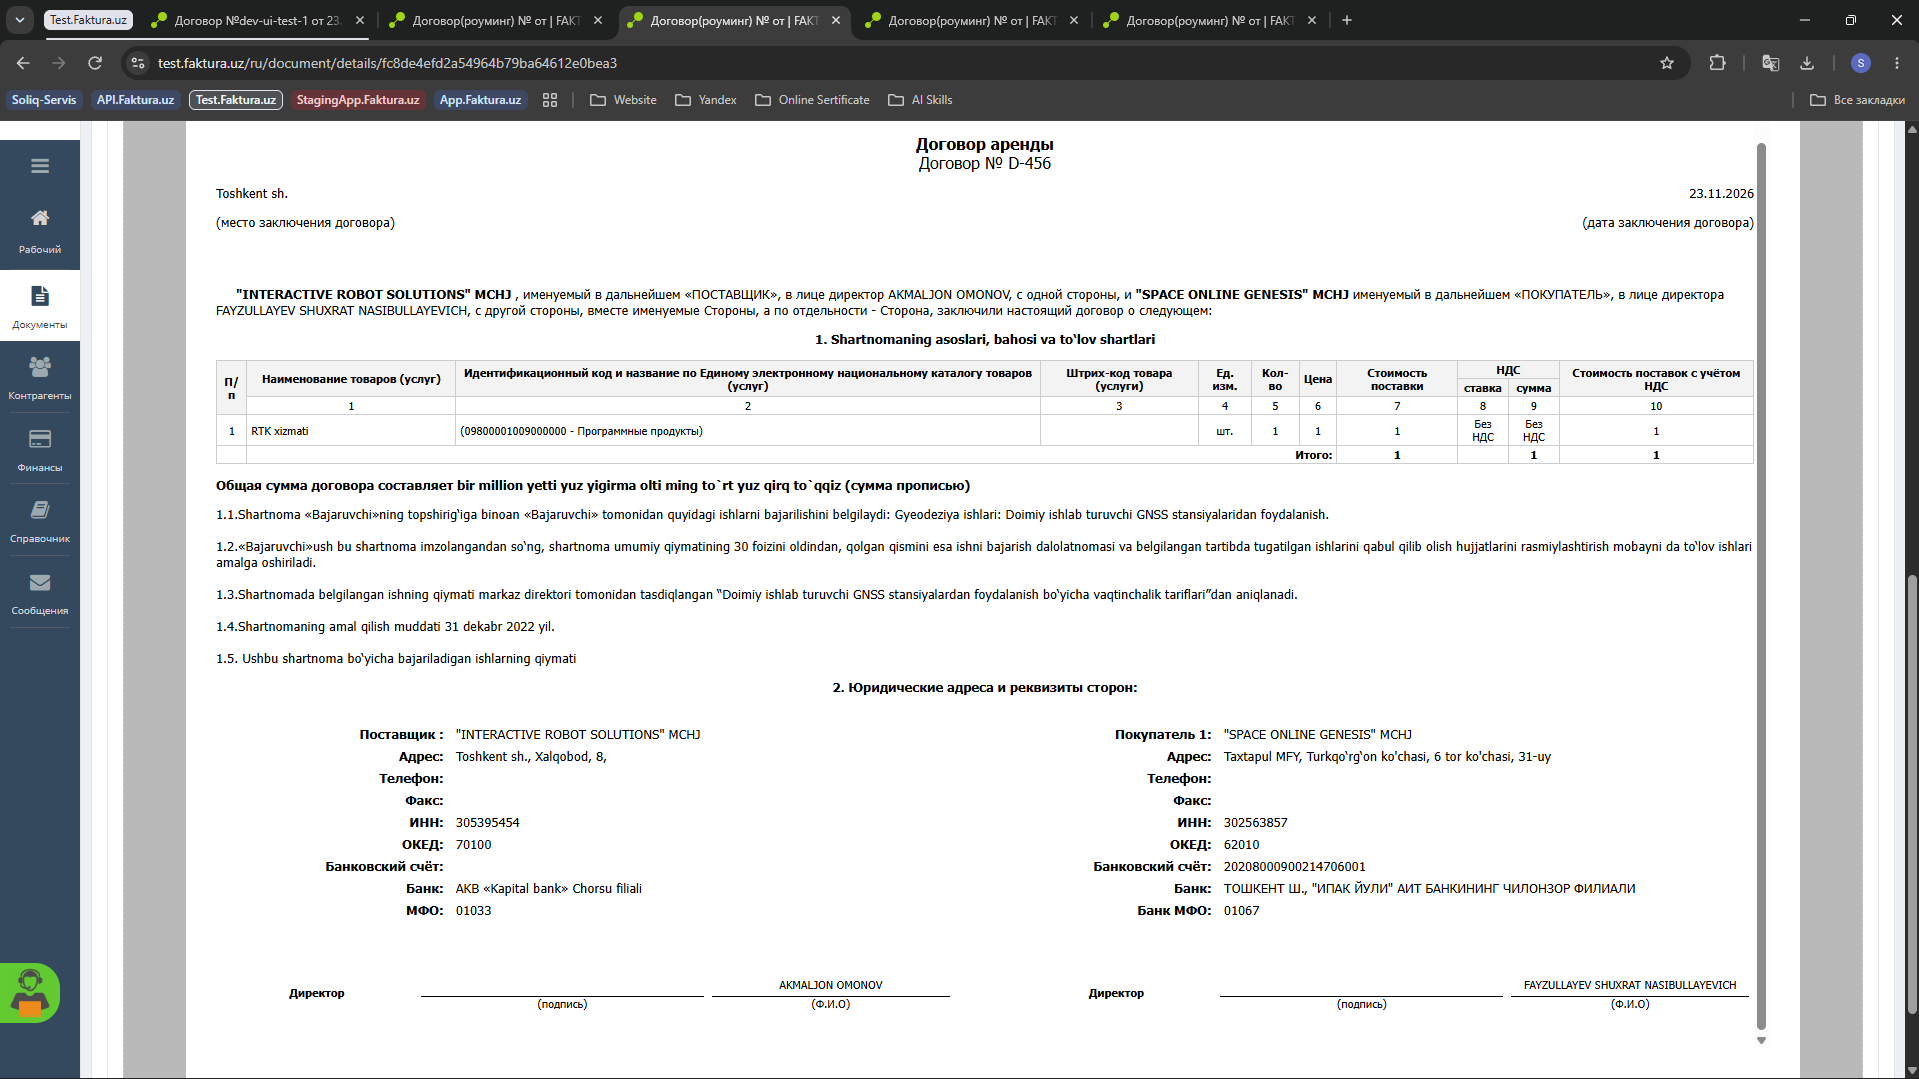 Test.Faktura.uz
Договор №dev-ui-test-1 от 23.
Договор(роуминг) № от | FAKT
Договор(роуминг) № от | FAKT
Договор(роуминг) № от | FAKT
Договор(роуминг) № от | FAKT
test.faktura.uz/ru/document/details/fc8de4efd2a54964b79ba64612e0bea3
S
Soliq-Servis API.Faktura.uz Test.Faktura.uz StagingApp.Faktura.uz App.Faktura.uz Website Yandex Online Sertificate AI Skills Все закладки
Рабочий
Документы
Контрагенты
Финансы
Справочник
Сообщения
Договор аренды
Договор № D-456
Toshkent sh. 23.11.2026
(место заключения договора) (дата заключения договора)
"INTERACTIVE ROBOT SOLUTIONS" MCHJ , именуемый в дальнейшем «ПОСТАВЩИК», в лице директор AKMALJON OMONOV, с одной стороны, и "SPACE ONLINE GENESIS" MCHJ именуемый в дальнейшем «ПОКУПАТЕЛЬ», в лице директора
FAYZULLAYEV SHUXRAT NASIBULLAYEVICH, с другой стороны, вместе именуемые Стороны, а по отдельности - Сторона, заключили настоящий договор о следующем:
1. Shartnomaning asoslari, bahosi va to‘lov shartlari
П/п Наименование товаров (услуг) Идентификационный код и название по Единому электронному национальному каталогу товаров (услуг) Штрих-код товара (услуги) Ед. изм. Кол-во Цена Стоимость поставки НДС Стоимость поставок с учётом НДС
ставка сумма
1 2 3 4 5 6 7 8 9 10
1 RTK xizmati (09800001009000000 - Программные продукты) шт. 1 1 1 Без НДС Без НДС 1
Итого: 1 1 1
Общая сумма договора составляет bir million yetti yuz yigirma olti ming to`rt yuz qirq to`qqiz (сумма прописью)
1.1.Shartnoma «Bajaruvchi»ning topshirig‘iga binoan «Bajaruvchi» tomonidan quyidagi ishlarni bajarilishini belgilaydi: Gyeodeziya ishlari: Doimiy ishlab turuvchi GNSS stansiyalaridan foydalanish.
1.2.«Bajaruvchi»ush bu shartnoma imzolangandan so‘ng, shartnoma umumiy qiymatining 30 foizini oldindan, qolgan qismini esa ishni bajarish dalolatnomasi va belgilangan tartibda tugatilgan ishlarini qabul qilib olish hujjatlarini rasmiylashtirish mobayni da to‘lov ishlari
amalga oshiriladi.
1.3.Shartnomada belgilangan ishning qiymati markaz direktori tomonidan tasdiqlangan “Doimiy ishlab turuvchi GNSS stansiyalardan foydalanish bo‘yicha vaqtinchalik tariflari”dan aniqlanadi.
1.4.Shartnomaning amal qilish muddati 31 dekabr 2022 yil.
1.5. Ushbu shartnoma bo‘yicha bajariladigan ishlarning qiymati
2. Юридические адреса и реквизиты сторон:
Поставщик : "INTERACTIVE ROBOT SOLUTIONS" MCHJ
Адрес: Toshkent sh., Xalqobod, 8,
Телефон:
Факс:
ИНН: 305395454
ОКЕД: 70100
Банковский счёт:
Банк: AKB «Kapital bank» Chorsu filiali
МФО: 01033
Покупатель 1: "SPACE ONLINE GENESIS" MCHJ
Адрес: Taxtapul MFY, Turkqo‘rg‘on ko'chasi, 6 tor ko'chasi, 31-uy
Телефон:
Факс:
ИНН: 302563857
ОКЕД: 62010
Банковский счёт: 20208000900214706001
Банк: ТОШКЕНТ Ш., "ИПАК ЙУЛИ" АИТ БАНКИНИНГ ЧИЛОНЗОР ФИЛИАЛИ
Банк МФО: 01067
Директор AKMALJON OMONOV
(подпись) (Ф.И.О)
Директор FAYZULLAYEV SHUXRAT NASIBULLAYEVICH
(подпись) (Ф.И.О)